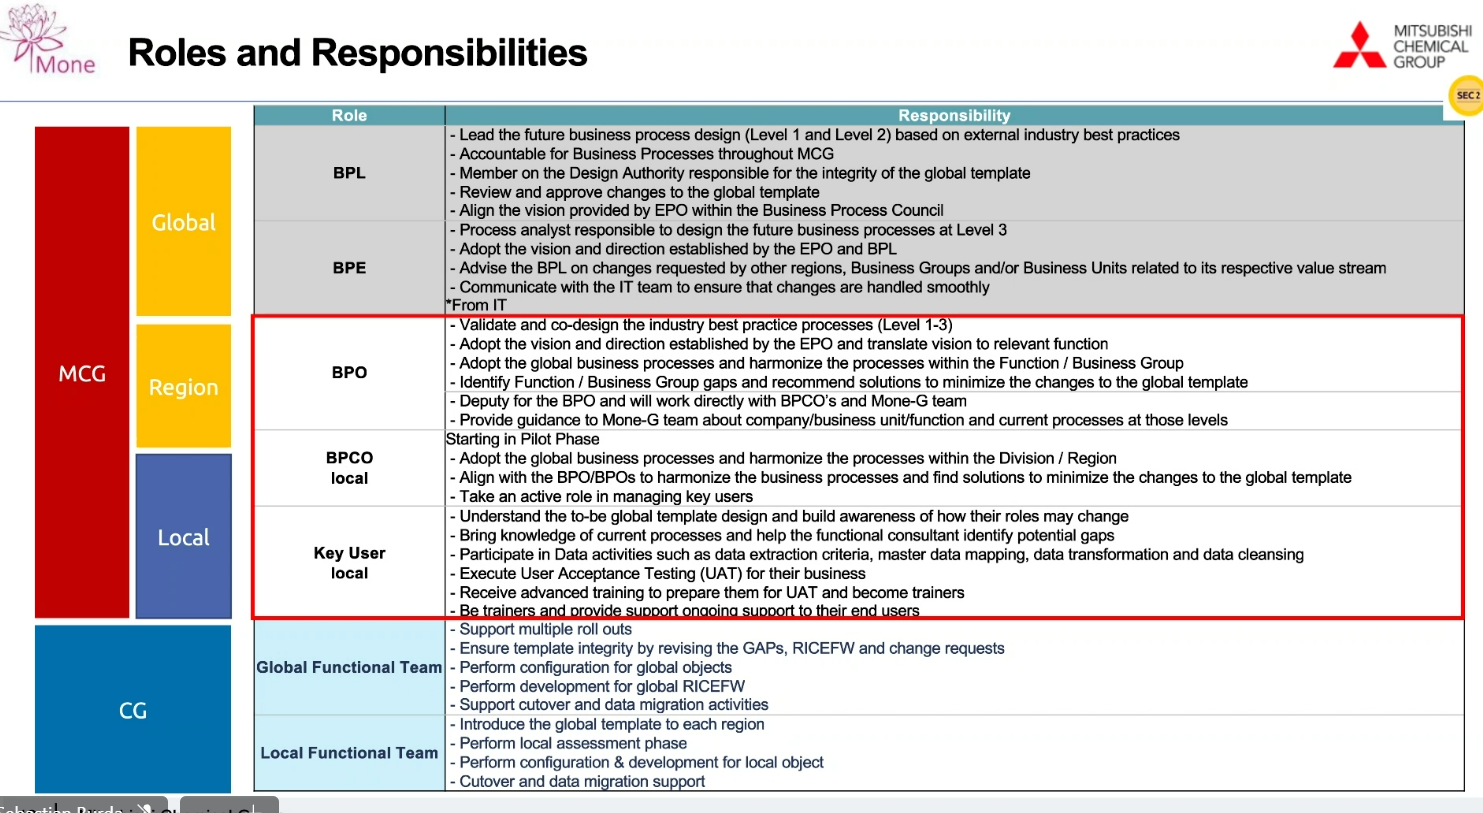 Mone
Roles and Responsibilities
MITSUBISHI
CHEMICAL
GROUP
SEC 2
Role
Responsibility
MCG
Global
Region
Local
CG
BPL
- Lead the future business process design (Level 1 and Level 2) based on external industry best practices
- Accountable for Business Processes throughout MCG
- Member on the Design Authority responsible for the integrity of the global template
- Review and approve changes to the global template
- Align the vision provided by EPO within the Business Process Council
BPE
- Process analyst responsible to design the future business processes at Level 3
- Adopt the vision and direction established by the EPO and BPL
- Advise the BPL on changes requested by other regions, Business Groups and/or Business Units related to its respective value stream
- Communicate with the IT team to ensure that changes are handled smoothly
*From IT
BPO
- Validate and co-design the industry best practice processes (Level 1-3)
- Adopt the vision and direction established by the EPO and translate vision to relevant function
- Adopt the global business processes and harmonize the processes within the Function / Business Group
- Identify Function / Business Group gaps and recommend solutions to minimize the changes to the global template
- Deputy for the BPO and will work directly with BPCO's and Mone-G team
- Provide guidance to Mone-G team about company/business unit/function and current processes at those levels
BPCO
local
Starting in Pilot Phase
- Adopt the global business processes and harmonize the processes within the Division / Region
- Align with the BPO/BPOs to harmonize the business processes and find solutions to minimize the changes to the global template
- Take an active role in managing key users
Key User
local
- Understand the to-be global template design and build awareness of how their roles may change
- Bring knowledge of current processes and help the functional consultant identify potential gaps
- Participate in Data activities such as data extraction criteria, master data mapping, data transformation and data cleansing
- Execute User Acceptance Testing (UAT) for their business
- Receive advanced training to prepare them for UAT and become trainers
- Be trainers and provide support ongoing support to their end users
Global Functional Team
- Support multiple roll outs
- Ensure template integrity by revising the GAPs, RICEFW and change requests
- Perform configuration for global objects
- Perform development for global RICEFW
- Support cutover and data migration activities
Local Functional Team
- Introduce the global template to each region
- Perform local assessment phase
- Perform configuration & development for local object
- Cutover and data migration support